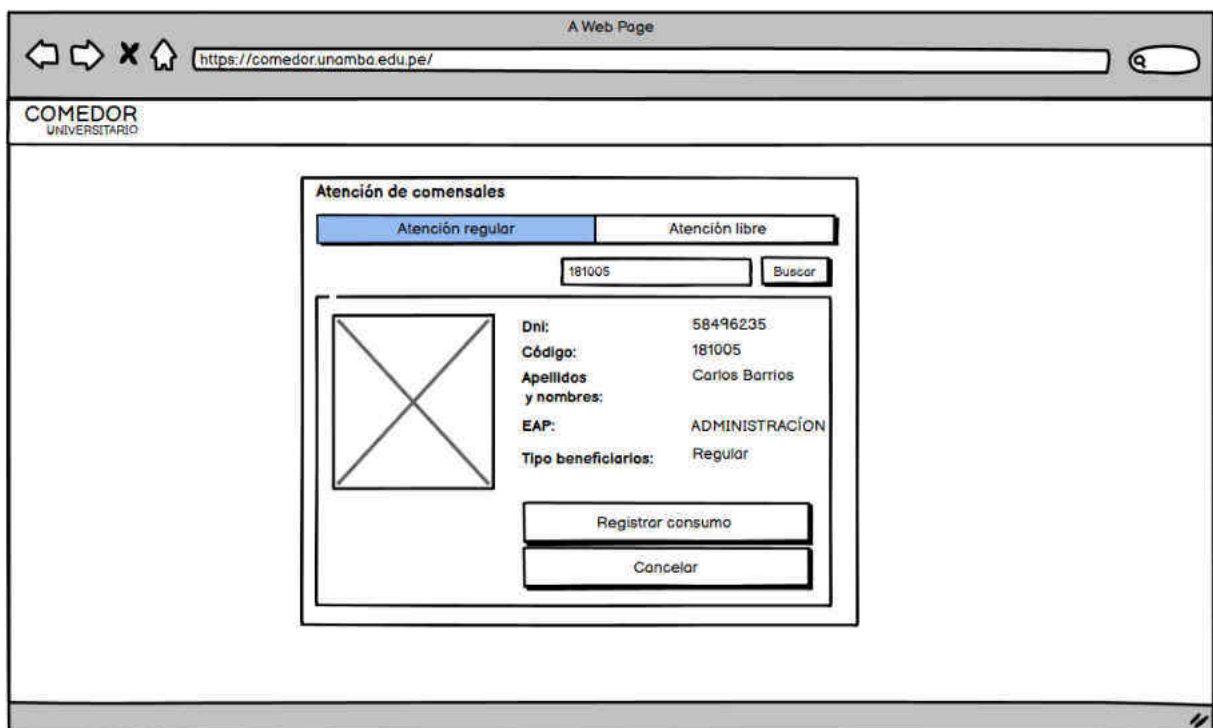 A Web Page
https://comedor.unamba.edu.pe/
COMEDOR
UNIVERSITARIO
Atención de comensales
Atención regular
Atención libre
181005
Buscar
Dni: 58496235
Código: 181005
Apellidos y nombres: Carlos Barrios
EAP: ADMINISTRACÍON
Tipo beneficiarios: Regular
Registrar consumo
Cancelar